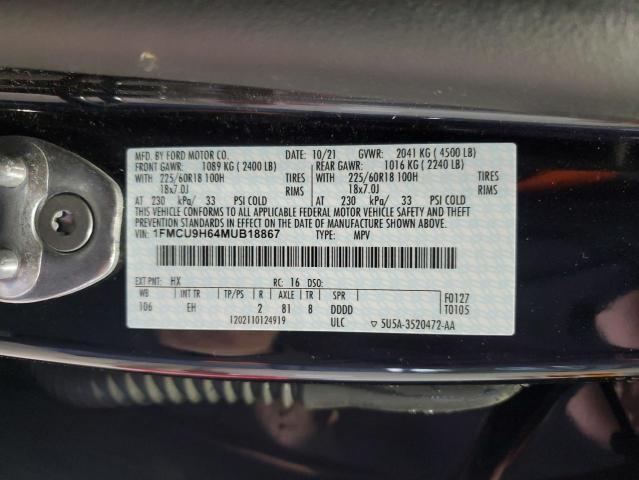 MFD. BY FORD MOTOR CO. DATE: 10/21 GVWR: 2041 KG ( 4500 LB)
FRONT GAWR: 1089 KG ( 2400 LB) REAR GAWR: 1016 KG ( 2240 LB)
WITH 225/60R18 100H TIRES WITH 225/60R18 100H TIRES
18x7.0J RIMS 18x7.0J RIMS
AT 230 kPa/ 33 PSI COLD AT 230 kPa/ 33 PSI COLD
THIS VEHICLE CONFORMS TO ALL APPLICABLE FEDERAL MOTOR VEHICLE SAFETY AND THEFT
PREVENTION STANDARDS IN EFFECT ON THE DATE OF MANUFACTURE SHOWN ABOVE.
VIN: 1FMCU9H64MUB18867 TYPE: MPV
EXT PNT: HX RC: 16 DSO:
WB INT TR TP/PS R AXLE TR SPR F0127
106 EH 2 81 8 DDDD T0105
1202110124919 ULC 5U5A-3520472-AA